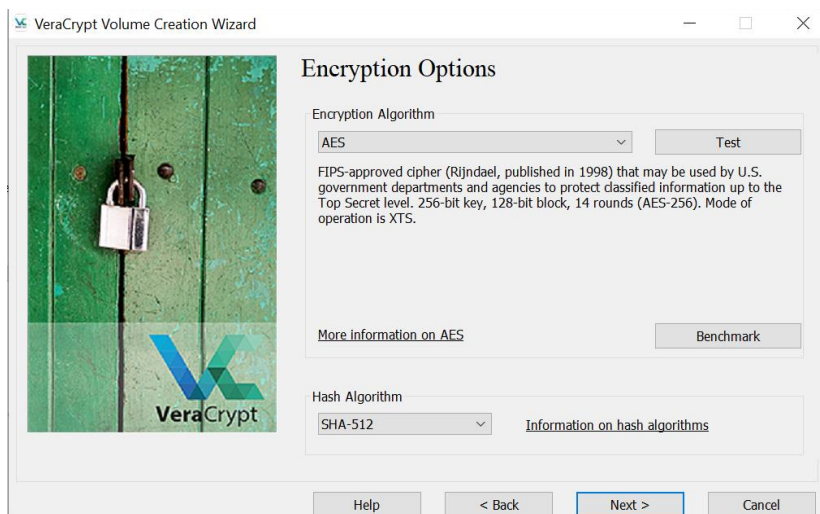 VeraCrypt Volume Creation Wizard
Encryption Options
Encryption Algorithm
AES
Test
FIPS-approved cipher (Rijndael, published in 1998) that may be used by U.S.
government departments and agencies to protect classified information up to the
Top Secret level. 256-bit key, 128-bit block, 14 rounds (AES-256). Mode of
operation is XTS.
More information on AES
Benchmark
VeraCrypt
Hash Algorithm
SHA-512
Information on hash algorithms
Help
< Back
Next >
Cancel